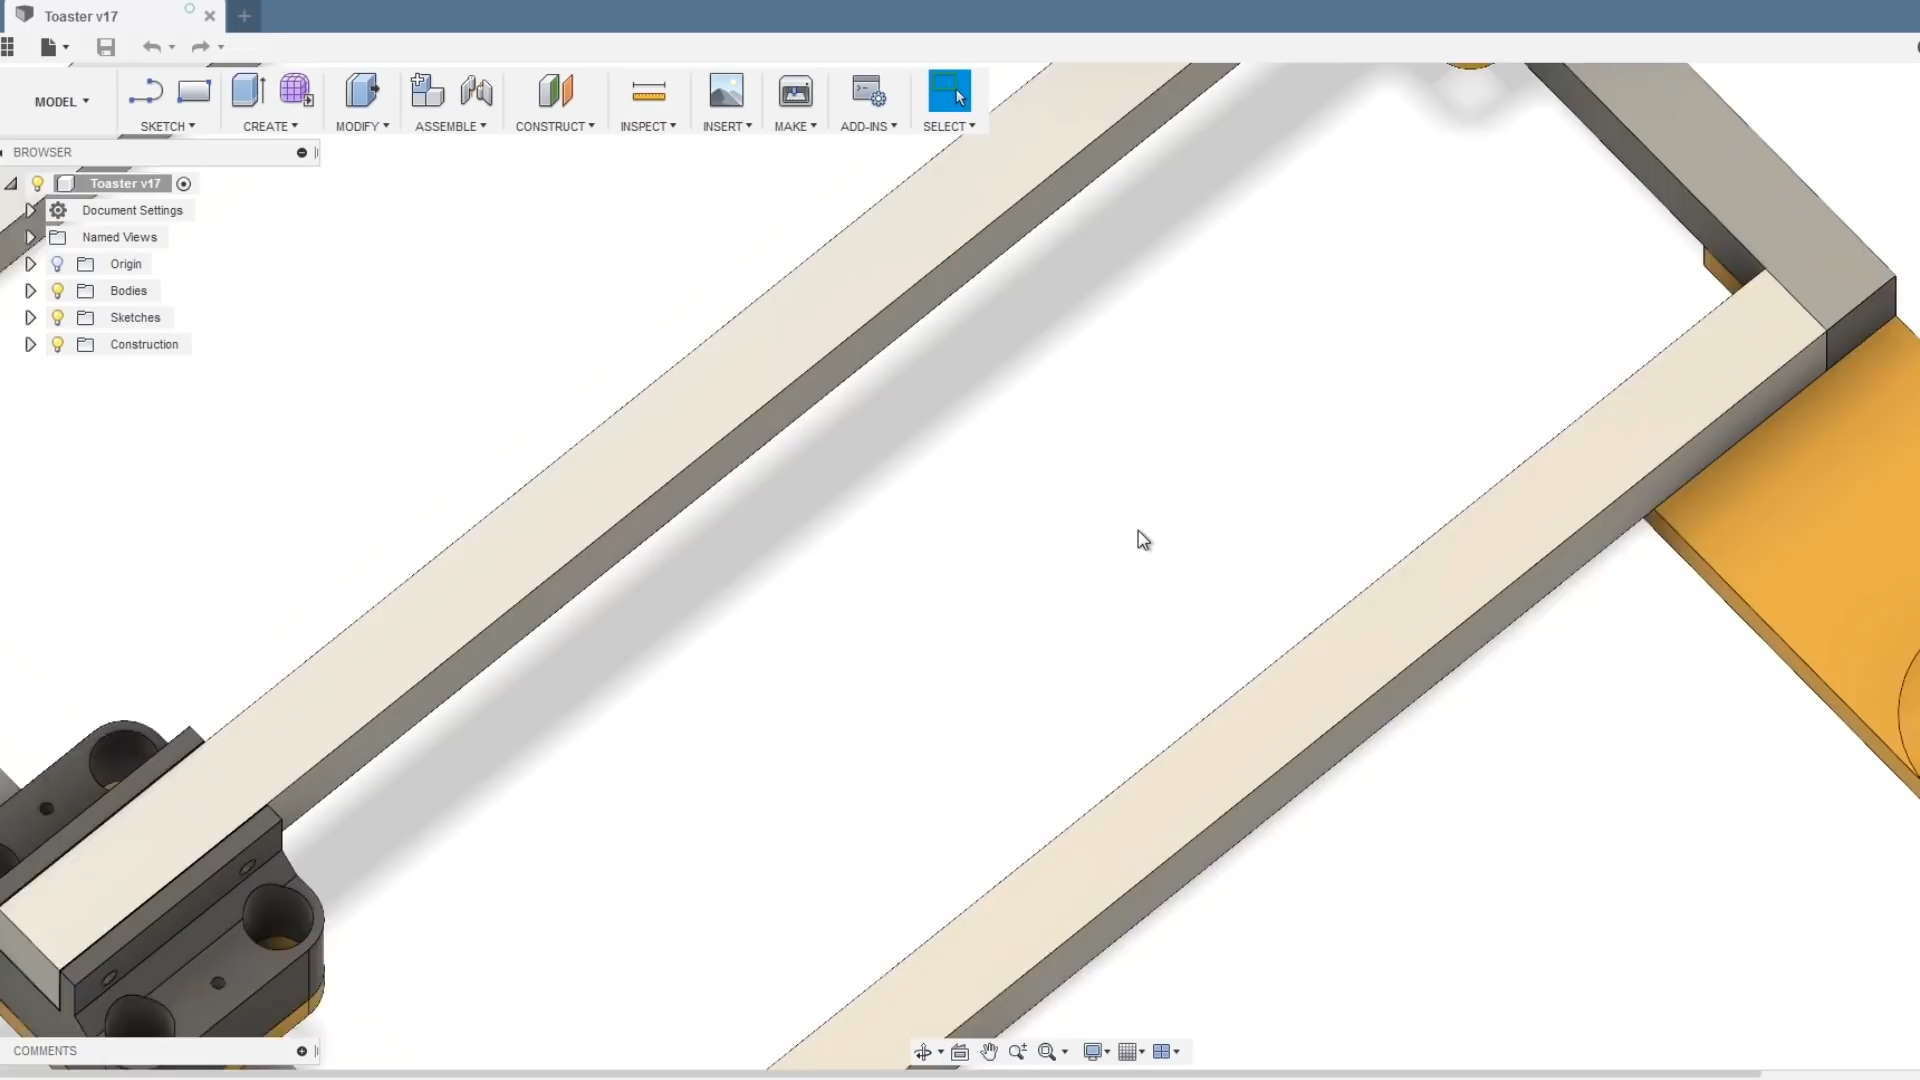 Toaster v17
MODEL
SKETCH
CREATE
MODIFY
ASSEMBLE
CONSTRUCT
INSPECT
INSERT
MAKE
ADD-INS
SELECT
BROWSER
Toaster v17
Document Settings
Named Views
Origin
Bodies
Sketches
Construction
COMMENTS